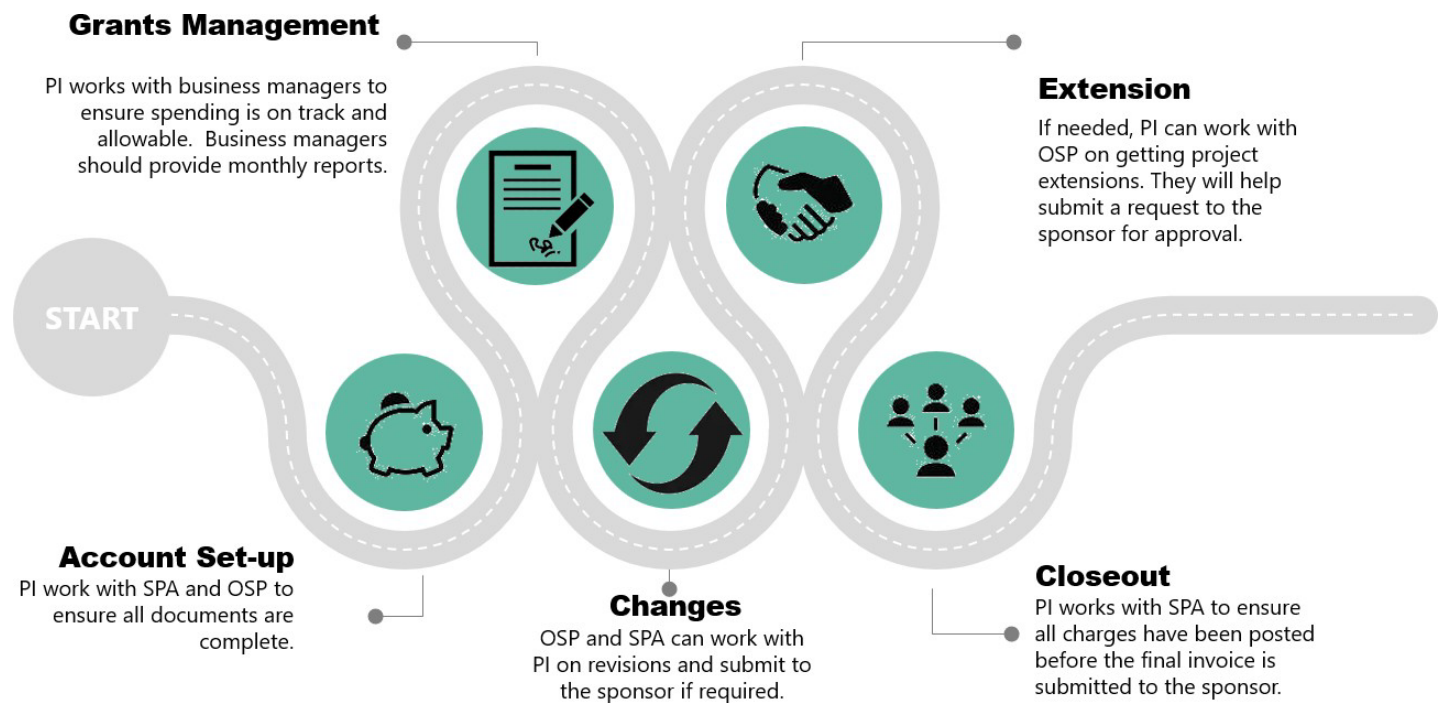 Grants Management
PI works with business managers to
ensure spending is on track and
allowable.  Business managers
should provide monthly reports.
Extension
If needed, PI can work with
OSP on getting project
extensions. They will help
submit a request to the
sponsor for approval.
START
Account Set-up
PI work with SPA and OSP to
ensure all documents are
complete.
Changes
OSP and SPA can work with
PI on revisions and submit to
the sponsor if required.
Closeout
PI works with SPA to ensure
all charges have been posted
before the final invoice is
submitted to the sponsor.